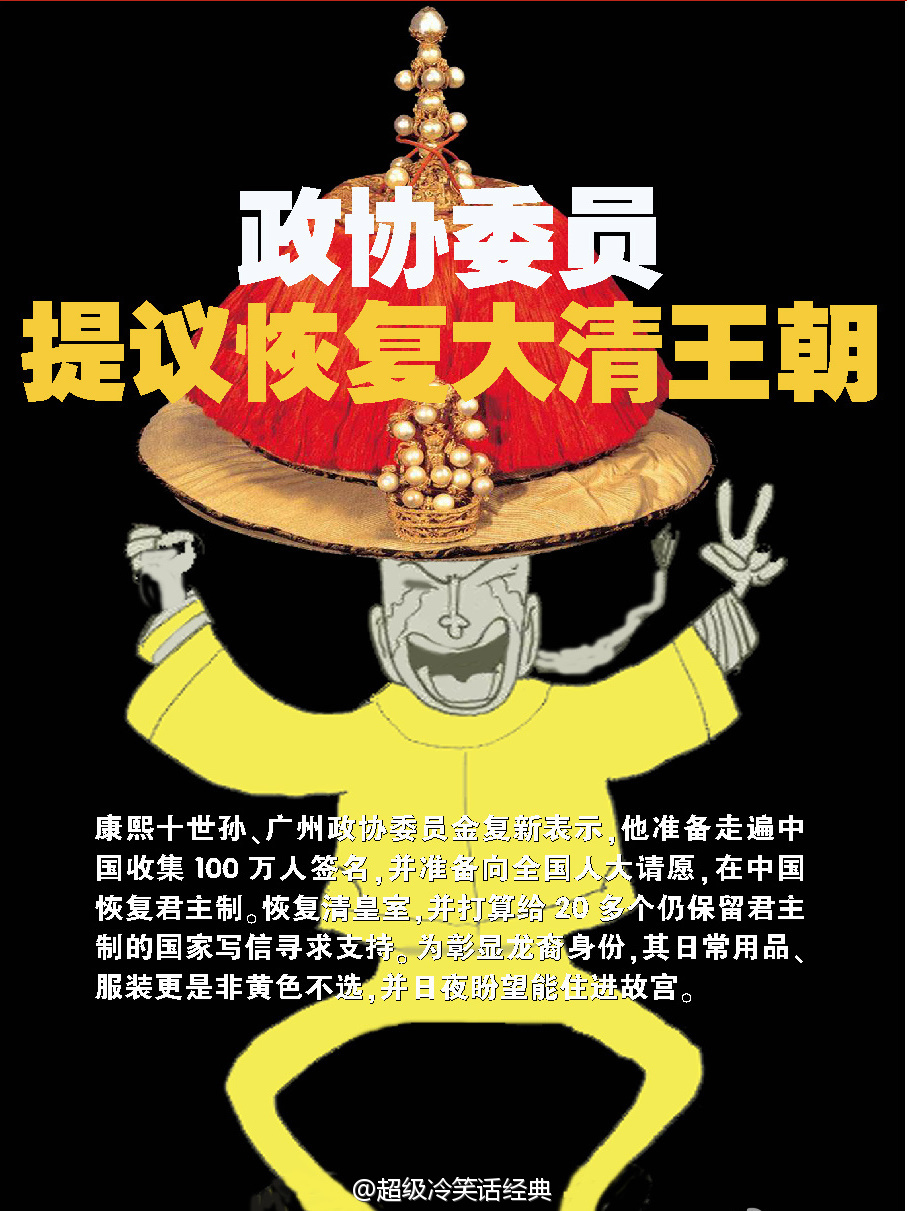 政协委员
提议恢复大清王朝
康熙十世孙、广州政协委员金复新表示,他准备走遍中
国收集 100 万人签名,并准备向全国人大请愿,在中国
恢复君主制。恢复清皇室,并打算给 20 多个仍保留君主
制的国家写信寻求支持。为彰显龙裔身份,其日常用品、
服装更是非黄色不选,并日夜盼望能住进故宫。
@超级冷笑话经典